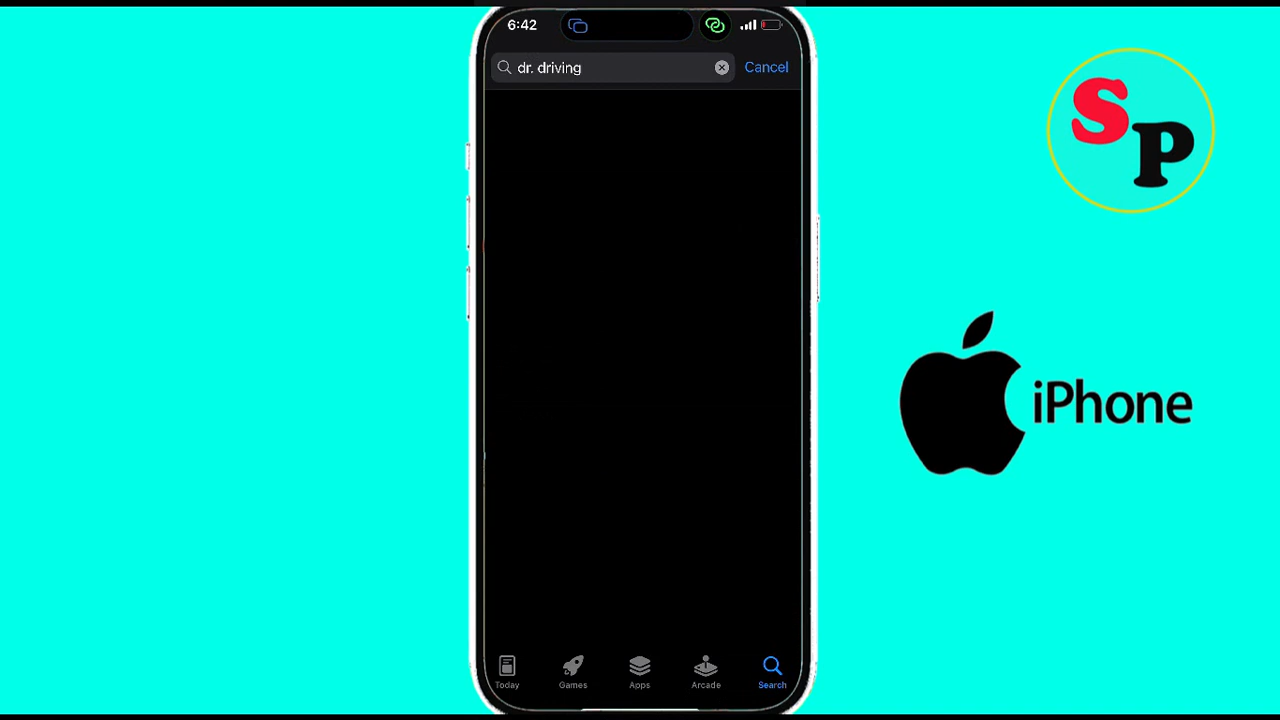 6:42
dr. driving
Cancel
SP
iPhone
Today
Games
Apps
Arcade
Search